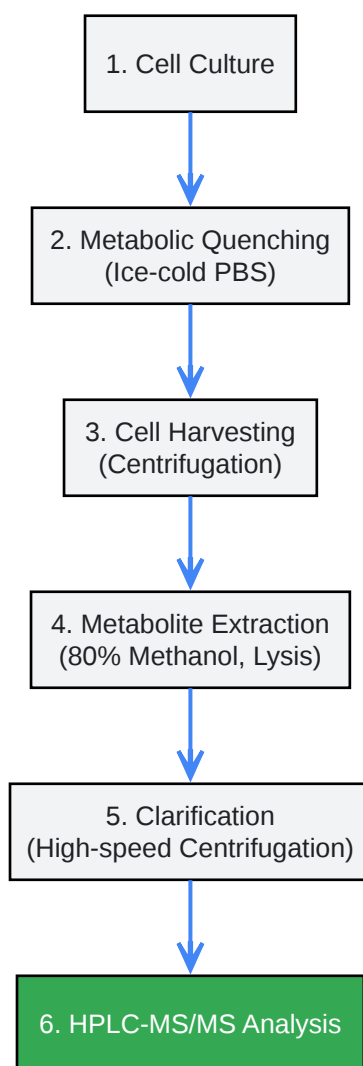 1. Cell Culture
2. Metabolic Quenching
(Ice-cold PBS)
3. Cell Harvesting
(Centrifugation)
4. Metabolite Extraction
(80% Methanol, Lysis)
5. Clarification
(High-speed Centrifugation)
6. HPLC-MS/MS Analysis